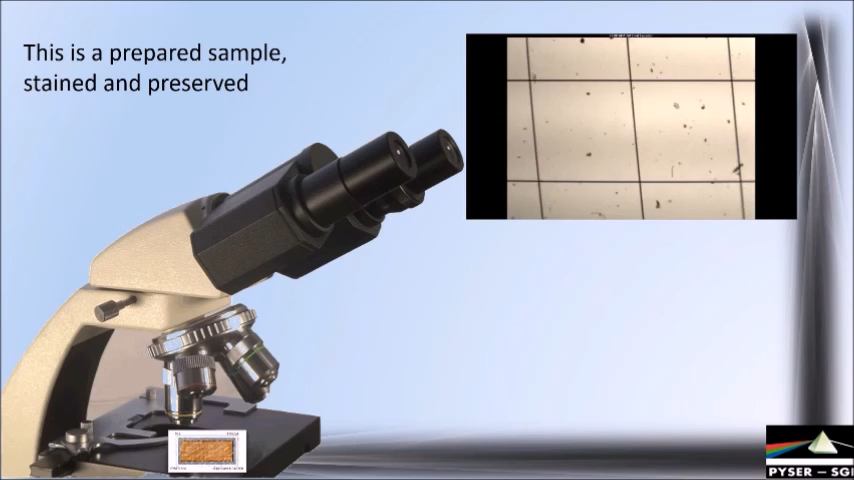 This is a prepared sample,
stained and preserved
PYSER – SGI